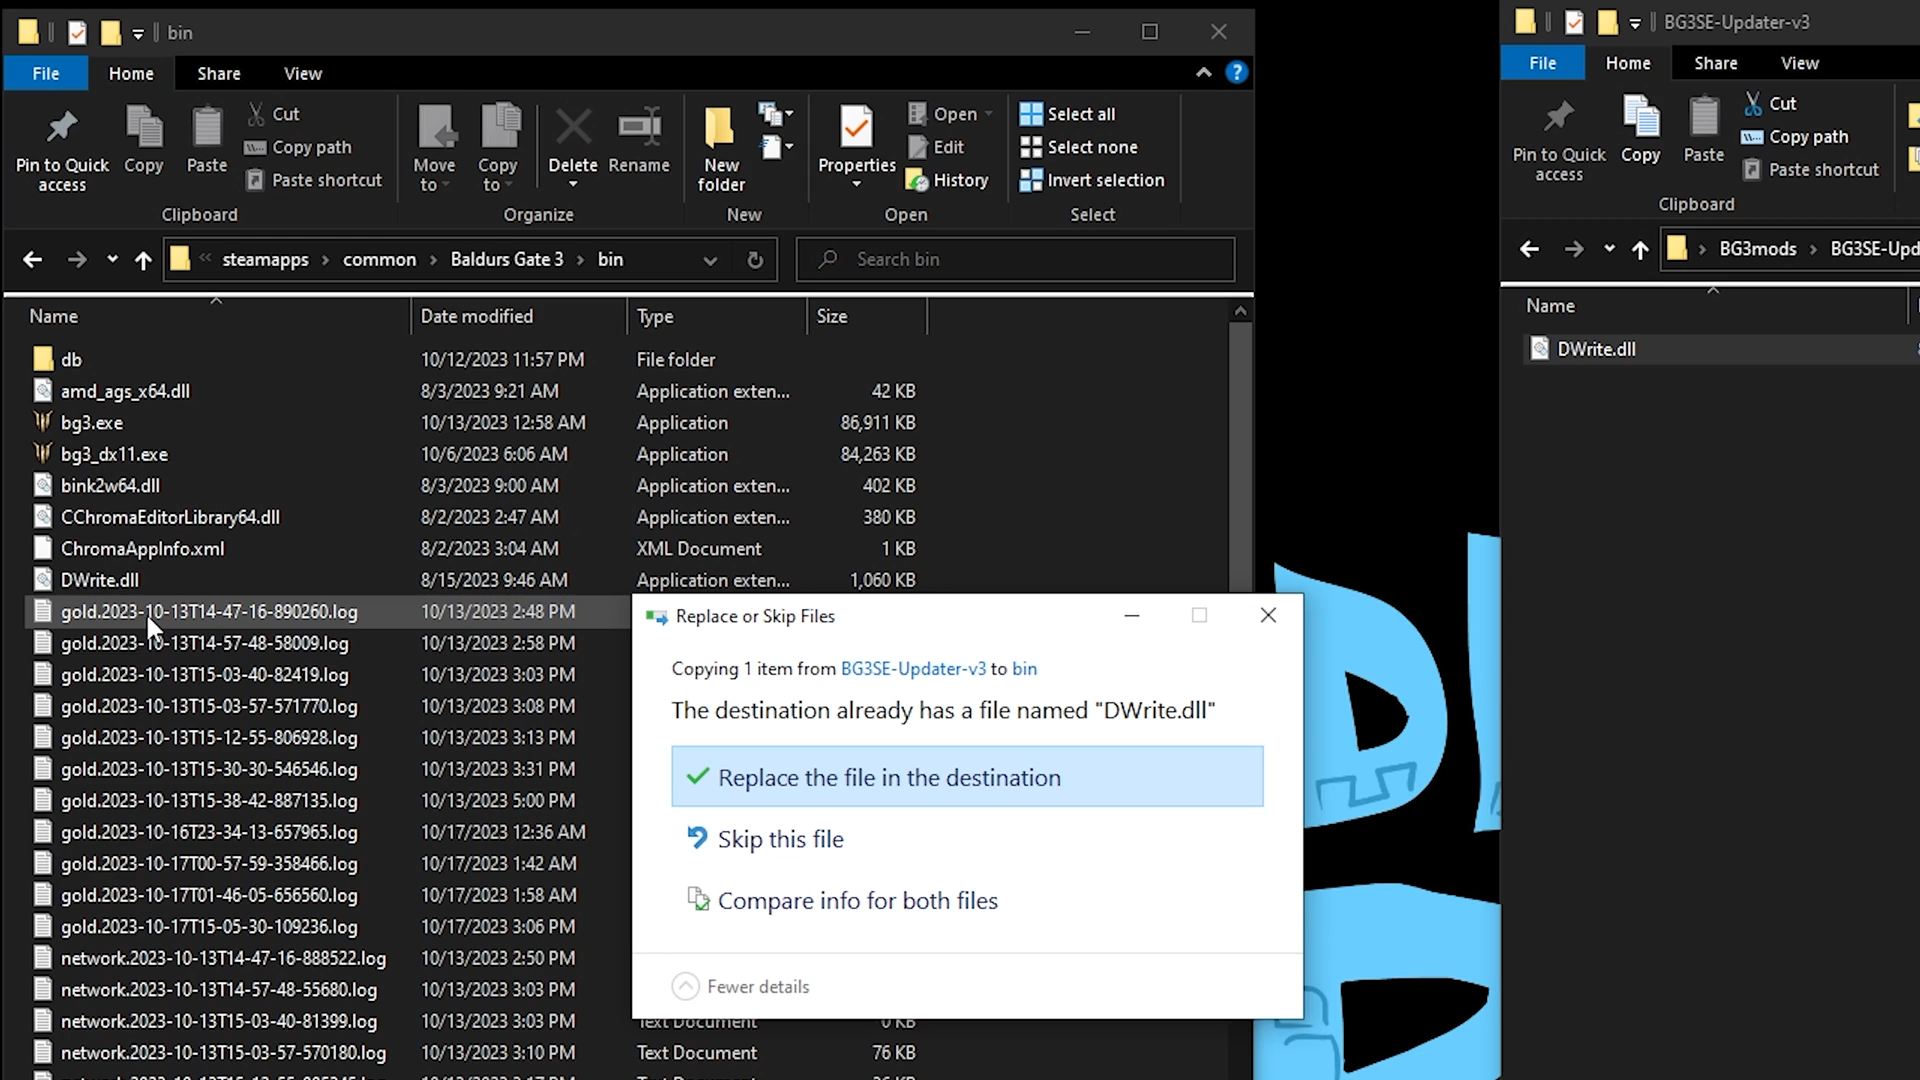 bin
File Home Share View
Pin to Quick access
Copy
Paste
Cut
Copy path
Paste shortcut
Clipboard
Move to
Copy to
Delete
Rename
Organize
New folder
New
Properties
Open
Edit
History
Open
Select all
Select none
Invert selection
Select
« steamapps › common › Baldurs Gate 3 › bin
Search bin
Name Date modified Type Size
db 10/12/2023 11:57 PM File folder
amd_ags_x64.dll 8/3/2023 9:21 AM Application exten... 42 KB
bg3.exe 10/13/2023 12:58 AM Application 86,911 KB
bg3_dx11.exe 10/6/2023 6:06 AM Application 84,263 KB
bink2w64.dll 8/3/2023 9:00 AM Application exten... 402 KB
CChromaEditorLibrary64.dll 8/2/2023 2:47 AM Application exten... 380 KB
ChromaAppInfo.xml 8/2/2023 3:04 AM XML Document 1 KB
DWrite.dll 8/15/2023 9:46 AM Application exten... 1,060 KB
gold.2023-10-13T14-47-16-890260.log 10/13/2023 2:48 PM
gold.2023-10-13T14-57-48-58009.log 10/13/2023 2:58 PM
gold.2023-10-13T15-03-40-82419.log 10/13/2023 3:03 PM
gold.2023-10-13T15-03-57-571770.log 10/13/2023 3:08 PM
gold.2023-10-13T15-12-55-806928.log 10/13/2023 3:13 PM
gold.2023-10-13T15-30-30-546546.log 10/13/2023 3:31 PM
gold.2023-10-13T15-38-42-887135.log 10/13/2023 5:00 PM
gold.2023-10-16T23-34-13-657965.log 10/17/2023 12:36 AM
gold.2023-10-17T00-57-59-358466.log 10/17/2023 1:42 AM
gold.2023-10-17T01-46-05-656560.log 10/17/2023 1:58 AM
gold.2023-10-17T15-05-30-109236.log 10/17/2023 3:06 PM
network.2023-10-13T14-47-16-888522.log 10/13/2023 2:50 PM
network.2023-10-13T14-57-48-55680.log 10/13/2023 3:03 PM
network.2023-10-13T15-03-40-81399.log 10/13/2023 3:03 PM Text Document 0 KB
network.2023-10-13T15-03-57-570180.log 10/13/2023 3:10 PM Text Document 76 KB
Replace or Skip Files
Copying 1 item from BG3SE-Updater-v3 to bin
The destination already has a file named "DWrite.dll"
Replace the file in the destination
Skip this file
Compare info for both files
Fewer details
BG3SE-Updater-v3
File Home Share View
Pin to Quick access
Copy
Paste
Cut
Copy path
Paste shortcut
Clipboard
› BG3mods › BG3SE-Upd
Name
DWrite.dll